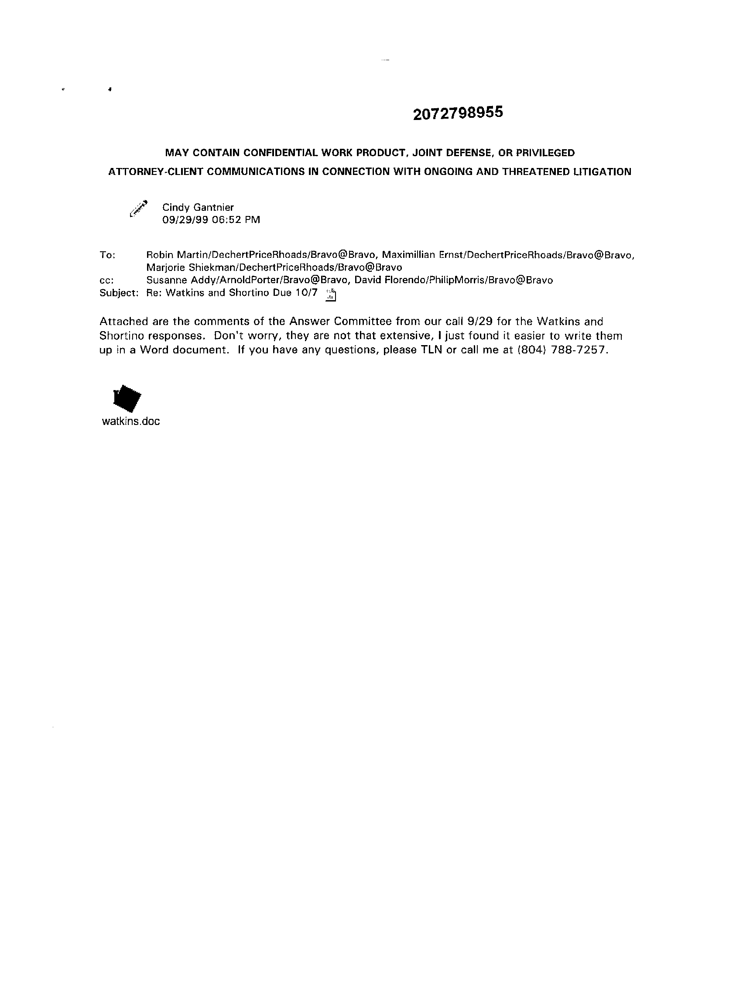 2072798955
MAY CONTAIN CONFIDENTIAL WORK PRODUCT, JOINT DEFENSE, OR PRIVILEGED
ATTORNEY-CLIENT COMMUNICATIONS IN CONNECTION WITH ONGOING AND THREATENED LITIGATION
Cindy Gantnier
09/29/99 06:52 PM
To: Robin Martin/DechertPriceRhoads/Bravo@Bravo, Maximillian Ernst/DechertPriceRhoads/Bravo@Bravo,
Marjorie Shiekman/DechertPriceRhoads/Bravo@Bravo
cc: Susanne Addy/ArnoldPorter/Bravo@Bravo, David Florendo/PhilipMorris/Bravo@Bravo
Subject: Re: Watkins and Shortino Due 10/7
Attached are the comments of the Answer Committee from our call 9/29 for the Watkins and
Shortino responses. Don't worry, they are not that extensive, I just found it easier to write them
up in a Word document. If you have any questions, please TLN or call me at (804) 788-7257.
watkins.doc